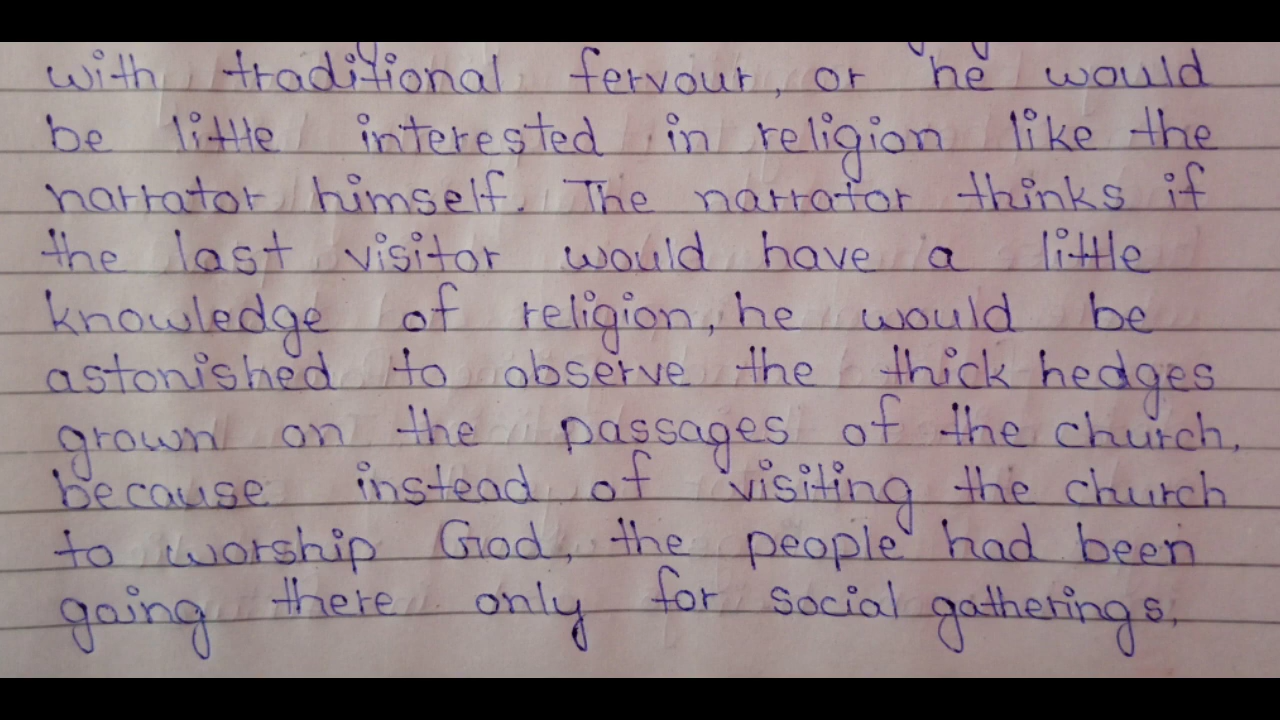 with traditional fervour, or he would
be little interested in religion like the
narrator himself. The narrator thinks if
the last visitor would have a little
knowledge of religion, he would be
astonished to observe the thick hedges
grown on the passages of the church,
because instead of visiting the church
to worship God, the people had been
going there only for social gatherings,